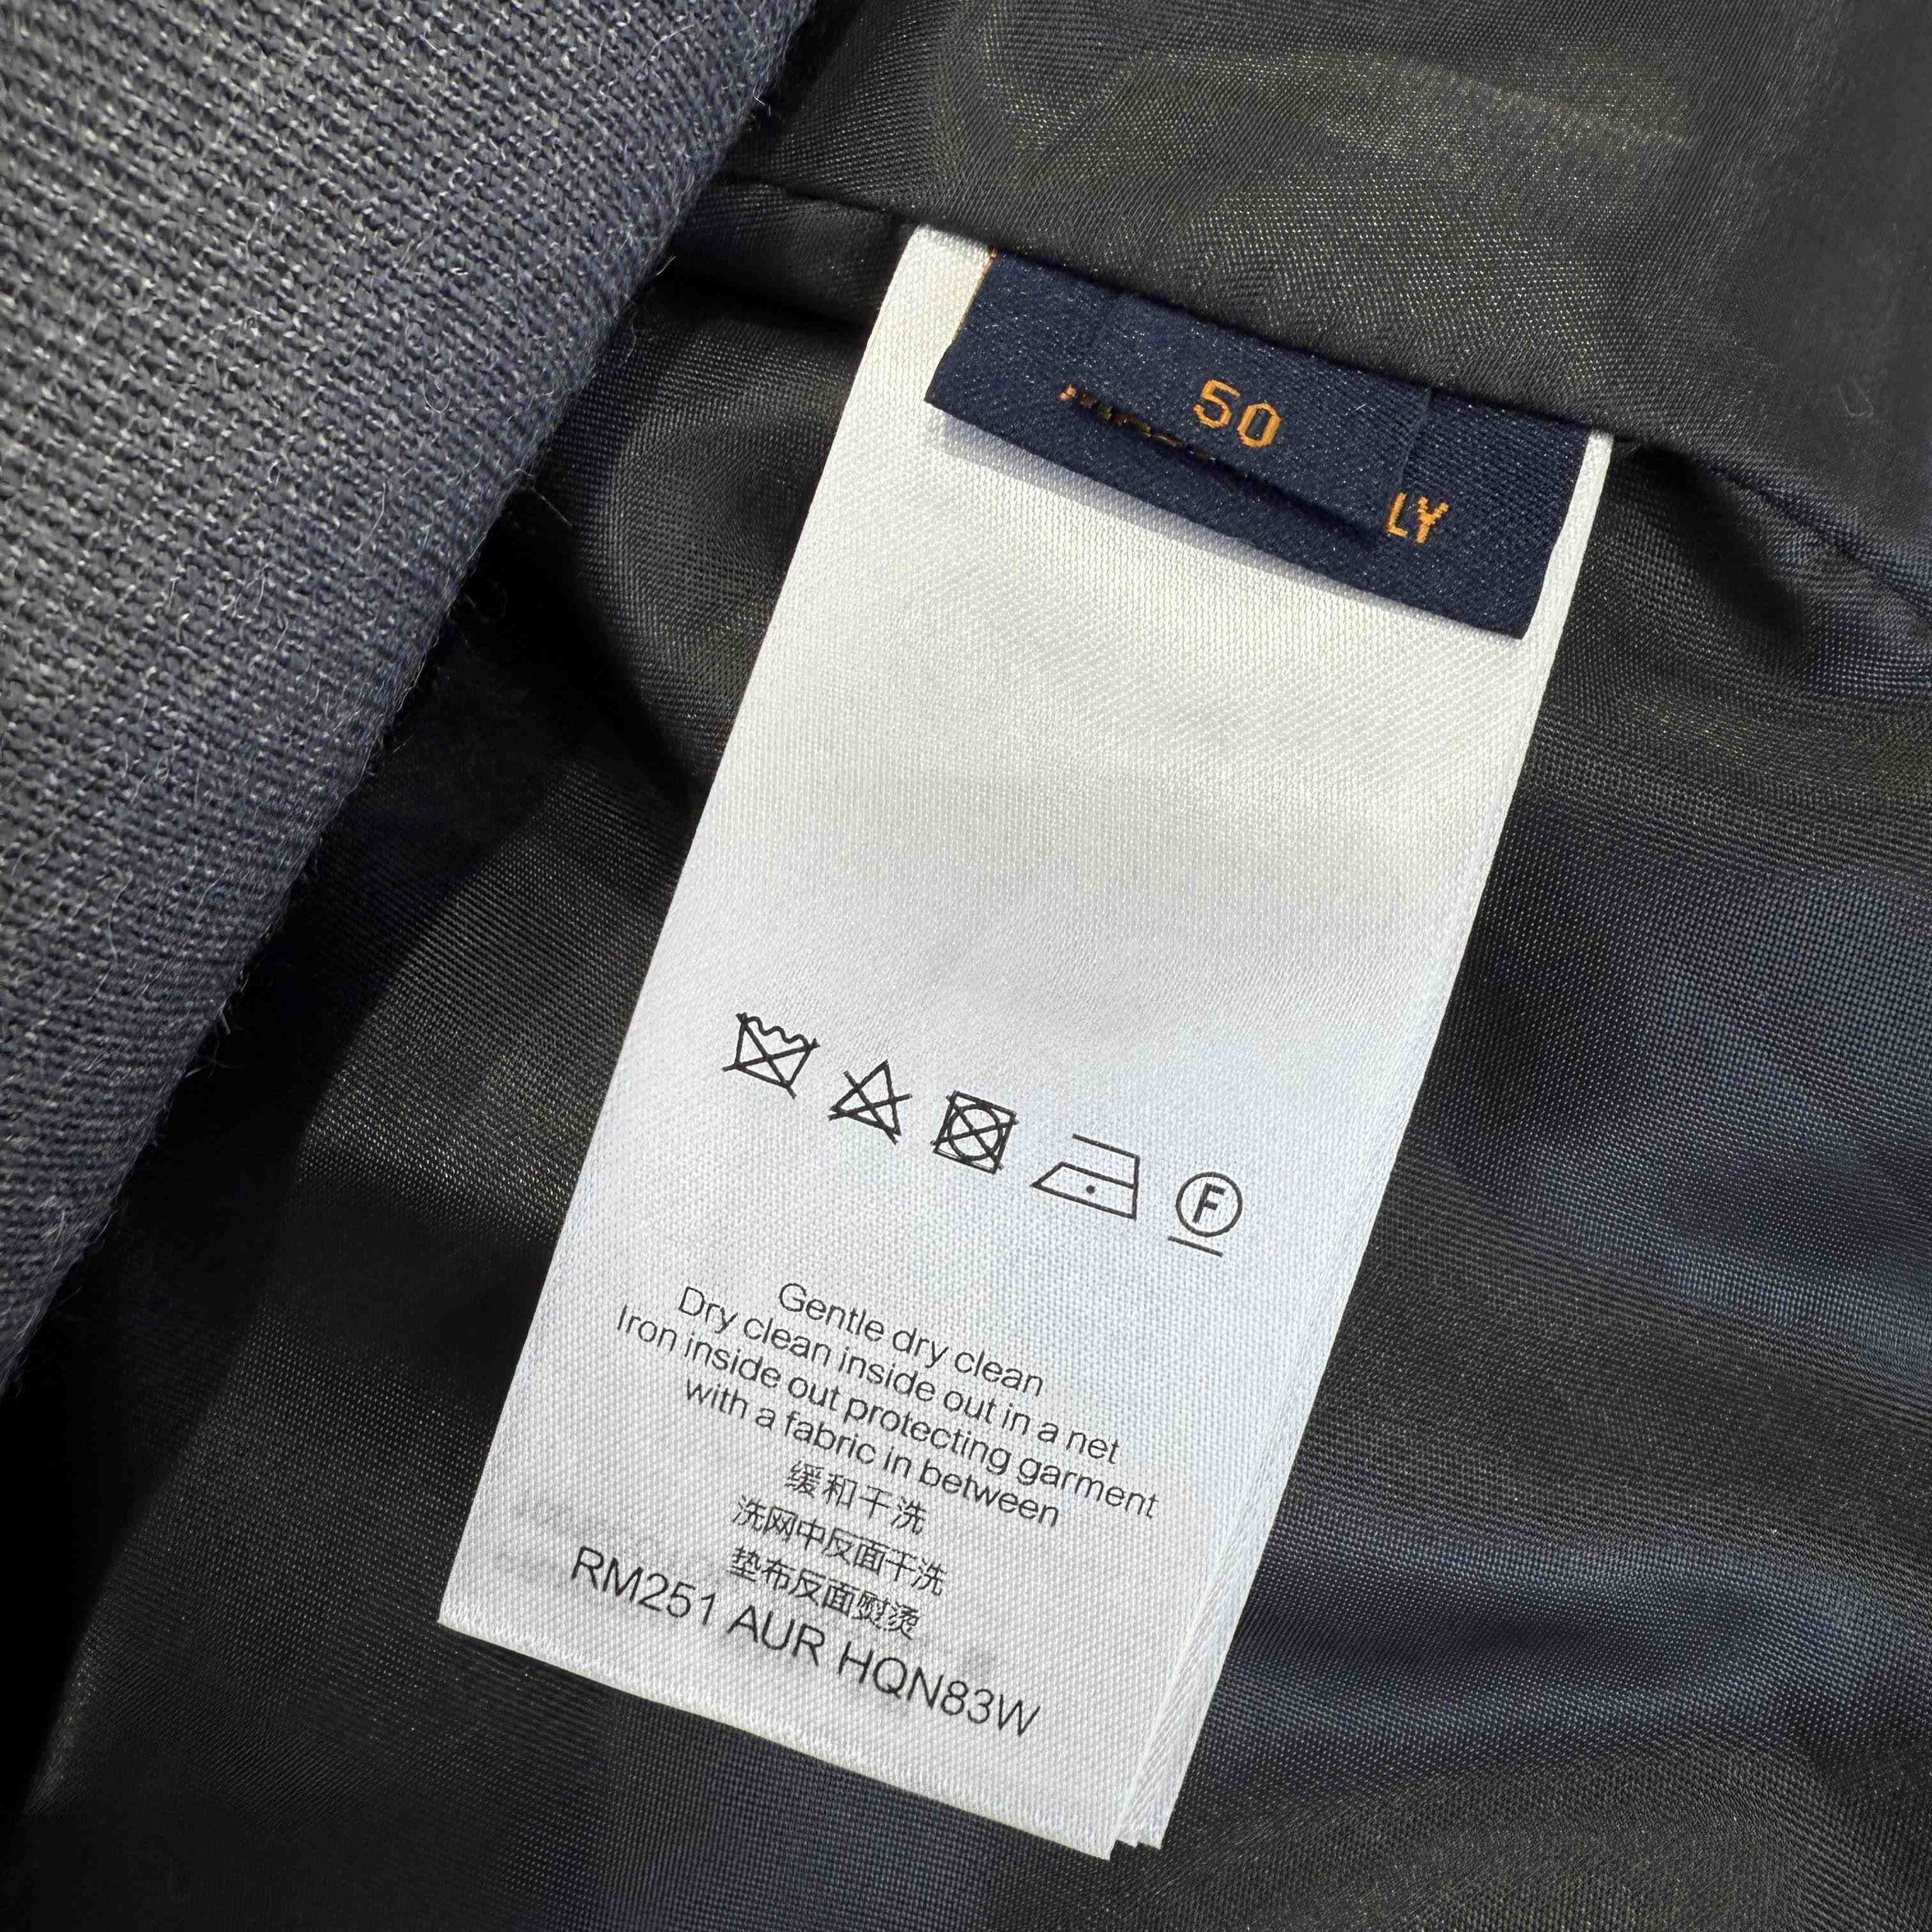 50
LY
F
Gentle dry clean
Dry clean inside out in a net
Iron inside out protecting garment
with a fabric in between
缓和干洗
洗网中反面干洗
垫布反面熨烫
RM251 AUR HQN83W